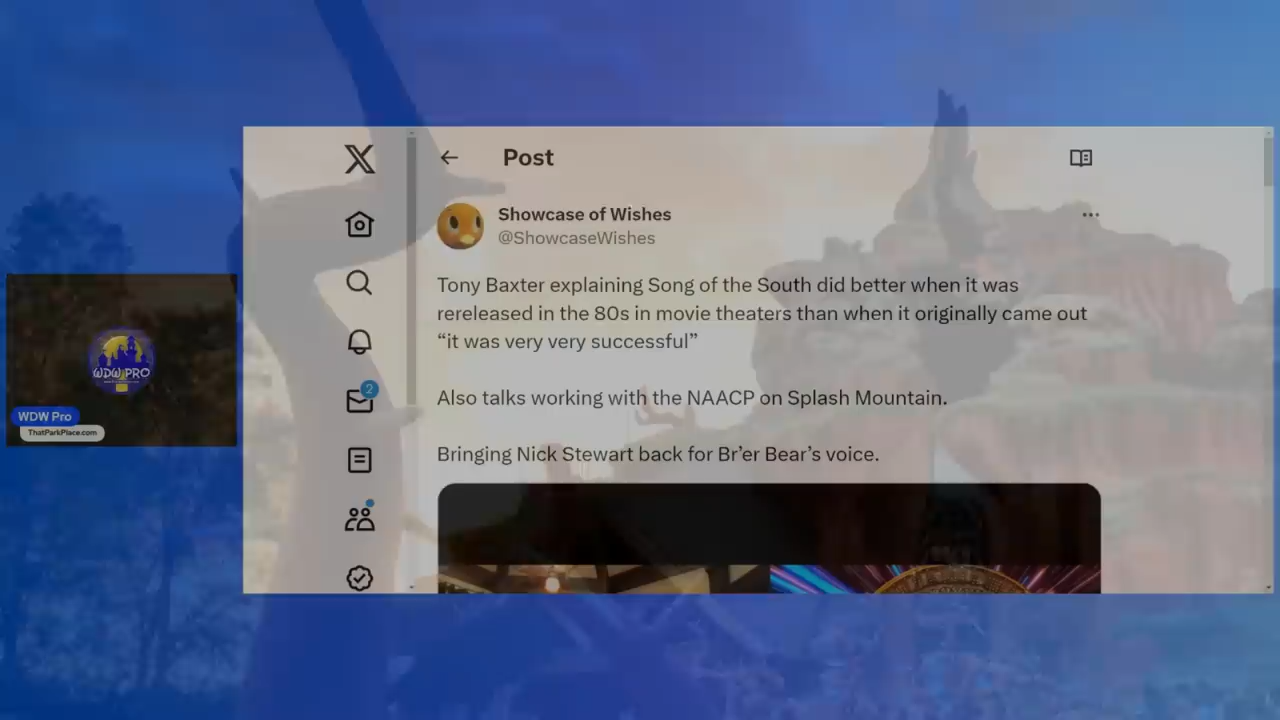 Post
Showcase of Wishes
@ShowcaseWishes
Tony Baxter explaining Song of the South did better when it was
rereleased in the 80s in movie theaters than when it originally came out
“it was very very successful”
Also talks working with the NAACP on Splash Mountain.
Bringing Nick Stewart back for Br’er Bear’s voice.
2
WDW PRO
WDW Pro
ThatParkPlace.com